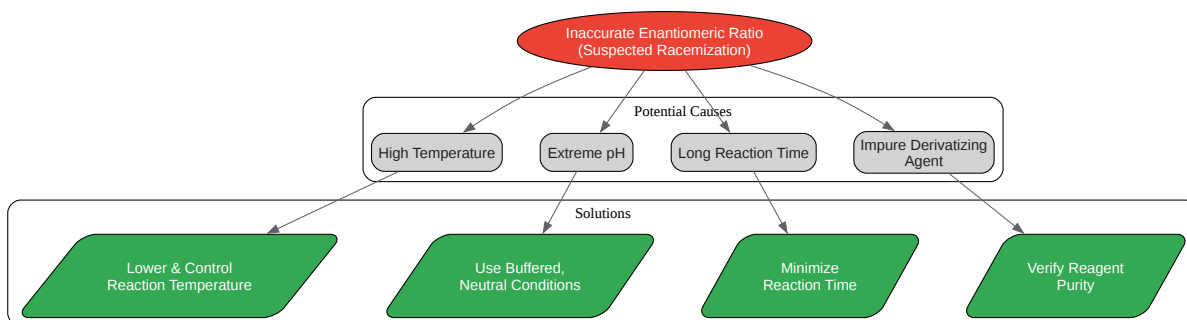 Inaccurate Enantiomeric Ratio
(Suspected Racemization)
Potential Causes
High Temperature
Extreme pH
Long Reaction Time
Impure Derivatizing
Agent
Solutions
Lower & Control
Reaction Temperature
Use Buffered,
Neutral Conditions
Minimize
Reaction Time
Verify Reagent
Purity